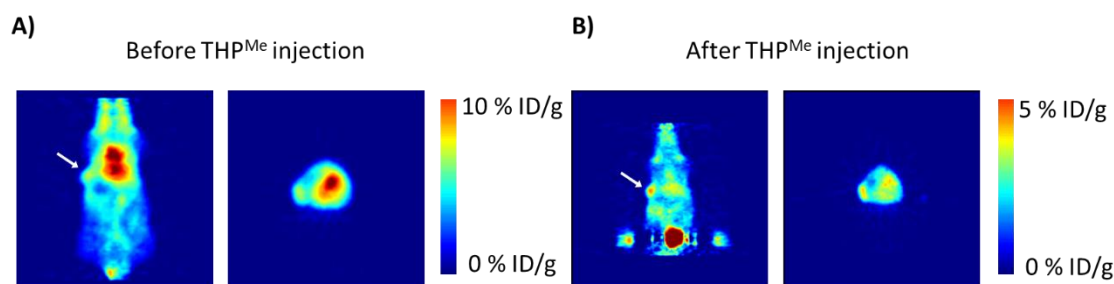 A)
Before THPᴹᵉ injection
10 % ID/g
0 % ID/g
B)
After THPᴹᵉ injection
5 % ID/g
0 % ID/g